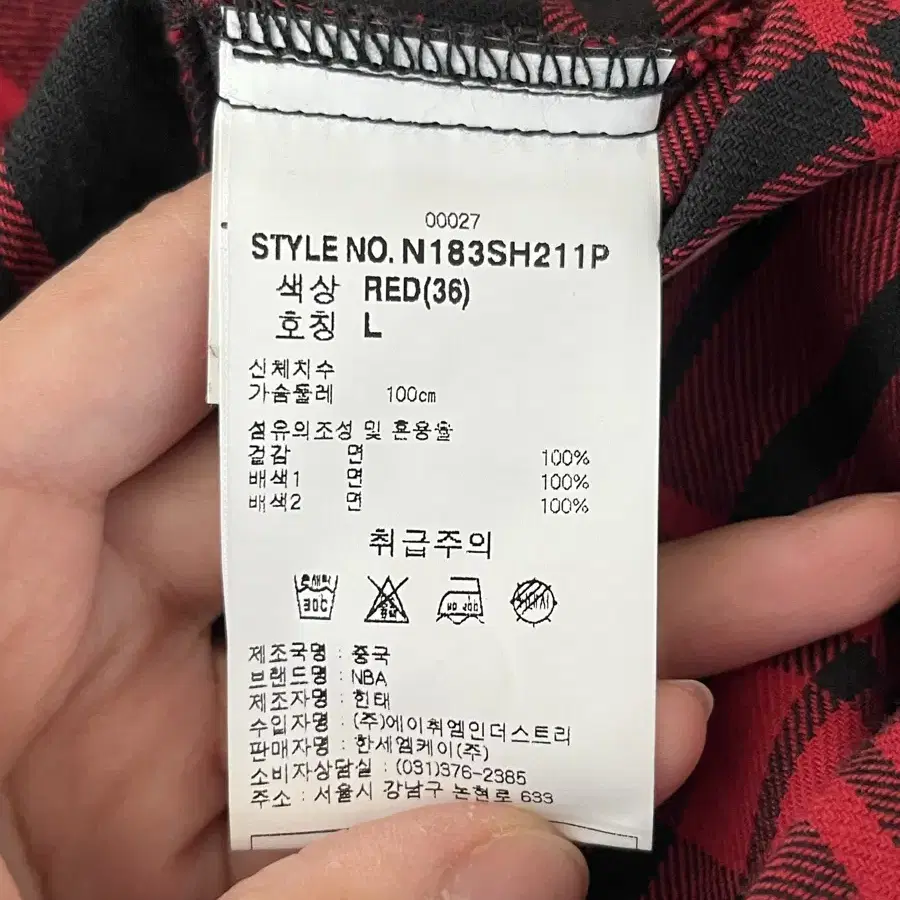 00027
STYLE NO. N183SH211P
색상 RED(36)
호칭 L
신체치수
가슴둘레 100cm
섬유의조성 및 혼용율
겉감 면 100%
배색1 면 100%
배색2 면 100%
취급주의
제조국명 : 중국
브랜드명 : NBA
제조자명 : 힌태
수입자명 : (주)에이취엠인더스트리
판매자명 : 한세엠케이(주)
소비자상담실 : (031)376-2385
주소 : 서울시 강남구 논현로 633